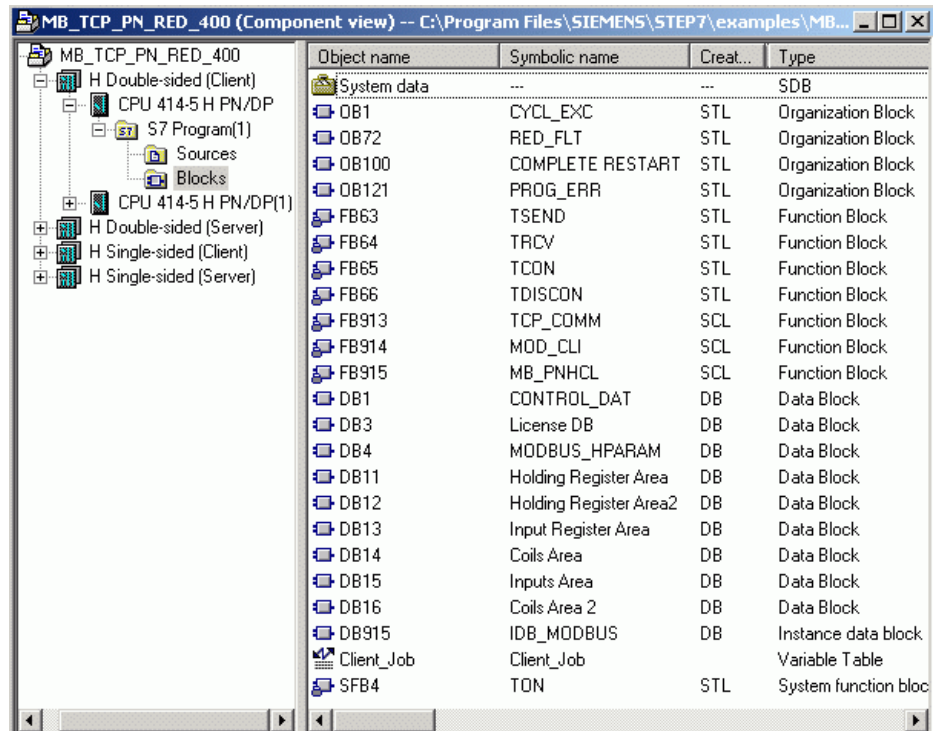 MB_TCP_PN_RED_400 (Component view) -- C:\Program Files\SIEMENS\STEP7\examples\MB...
MB_TCP_PN_RED_400
H Double-sided (Client)
CPU 414-5 H PN/DP
S7 Program(1)
Sources
Blocks
CPU 414-5 H PN/DP(1)
H Double-sided (Server)
H Single-sided (Client)
H Single-sided (Server)
Object name Symbolic name Creat... Type
System data --- --- SDB
OB1 CYCL_EXC STL Organization Block
OB72 RED_FLT STL Organization Block
OB100 COMPLETE RESTART STL Organization Block
OB121 PROG_ERR STL Organization Block
FB63 TSEND STL Function Block
FB64 TRCV STL Function Block
FB65 TCON STL Function Block
FB66 TDISCON STL Function Block
FB913 TCP_COMM SCL Function Block
FB914 MOD_CLI SCL Function Block
FB915 MB_PNHCL SCL Function Block
DB1 CONTROL_DAT DB Data Block
DB3 License DB DB Data Block
DB4 MODBUS_HPARAM DB Data Block
DB11 Holding Register Area DB Data Block
DB12 Holding Register Area2 DB Data Block
DB13 Input Register Area DB Data Block
DB14 Coils Area DB Data Block
DB15 Inputs Area DB Data Block
DB16 Coils Area 2 DB Data Block
DB915 IDB_MODBUS DB Instance data block
Client_Job Client_Job Variable Table
SFB4 TON STL System function bloc